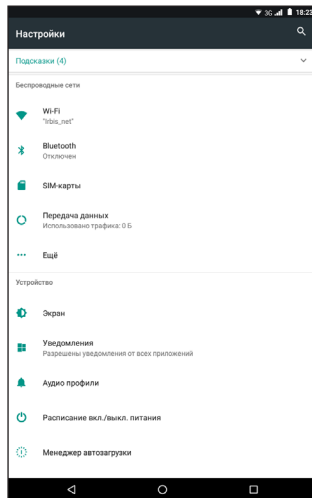 3G 18:23
Настройки
Подсказки (4)
Беспроводные сети
Wi-Fi
"Irbis_net"
Bluetooth
Отключен
SIM-карты
Передача данных
Использовано трафика: 0 Б
Ещё
Устройство
Экран
Уведомления
Разрешены уведомления от всех приложений
Аудио профили
Расписание вкл./выкл. питания
Менеджер автозагрузки